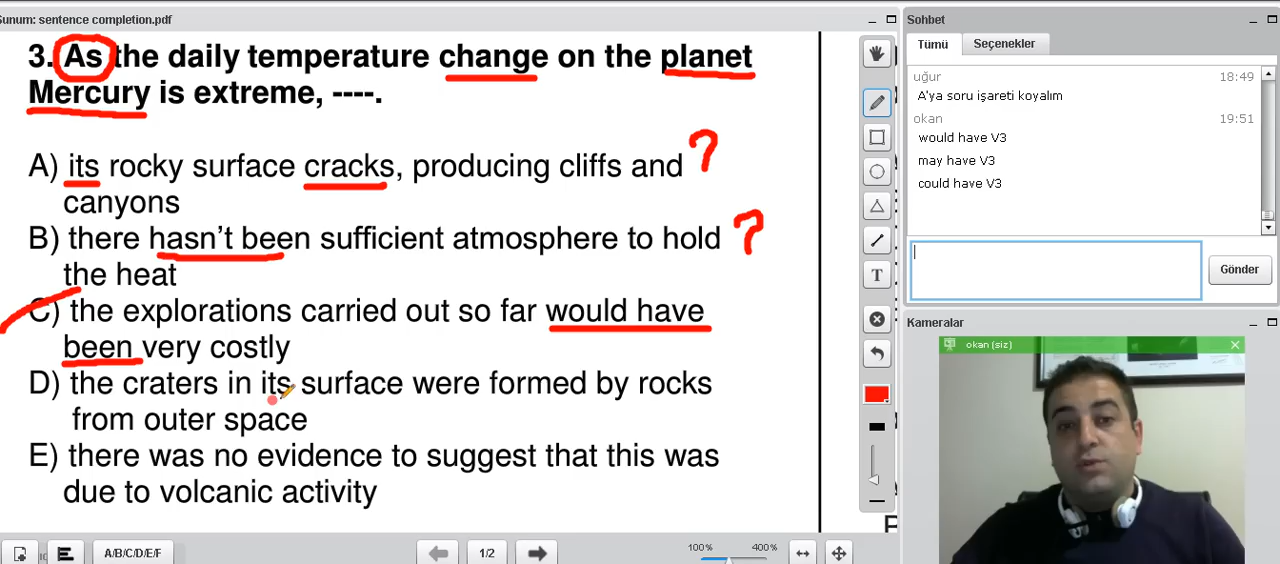 Sunum: sentence completion.pdf
3. As the daily temperature change on the planet
Mercury is extreme, ----.
A) its rocky surface cracks, producing cliffs and ?
canyons
B) there hasn't been sufficient atmosphere to hold ?
the heat
C) the explorations carried out so far would have
been very costly
D) the craters in its surface were formed by rocks
from outer space
E) there was no evidence to suggest that this was
due to volcanic activity
T
A/B/C/D/E/F
1/2
100%
400%
Sohbet
Tümü
Seçenekler
uğur 18:49
A'ya soru işareti koyalım
okan 19:51
would have V3
may have V3
could have V3
Gönder
Kameralar
okan (siz)